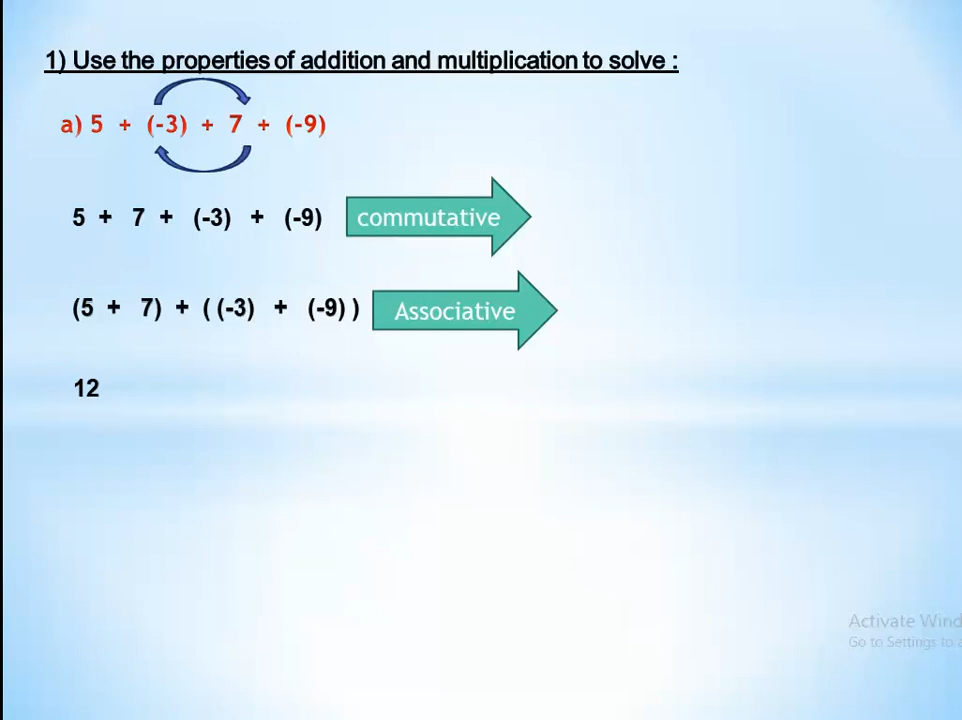 1) Use the properties of addition and multiplication to solve :
a) 5 + (-3) + 7 + (-9)
5 + 7 + (-3) + (-9) commutative
(5 + 7) + ( (-3) + (-9) ) Associative
12
Activate Wind
Go to Settings to a